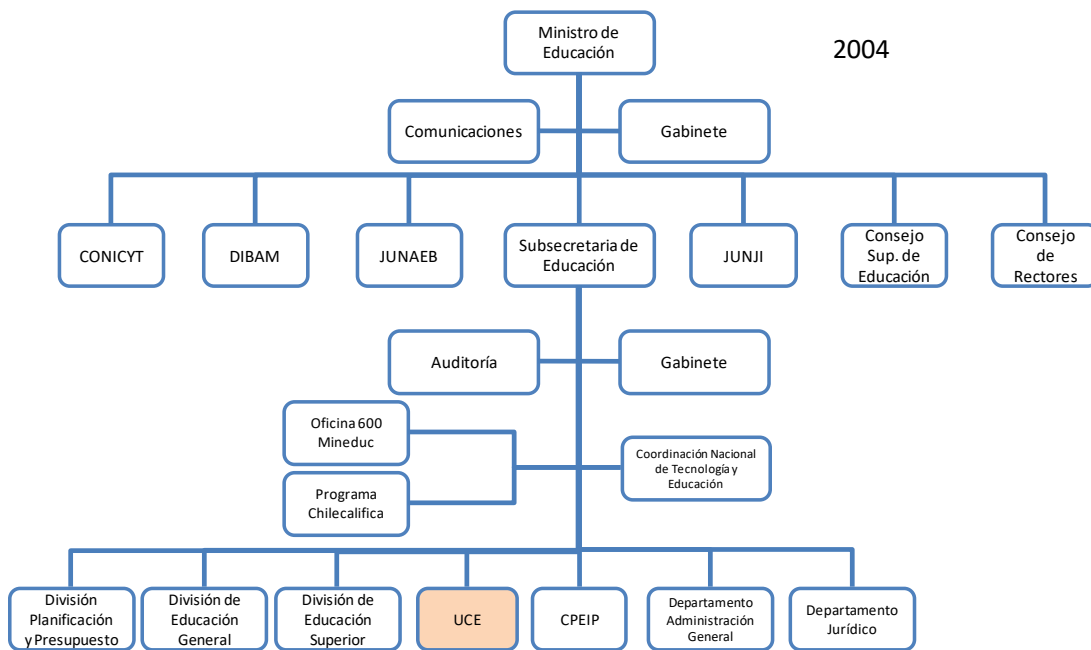 Ministro de
Educación
2004
Comunicaciones
Gabinete
CONICYT
DIBAM
JUNAEB
Subsecretaria de
Educación
JUNJI
Consejo
Sup. de
Educación
Consejo
de
Rectores
Auditoría
Gabinete
Oficina 600
Mineduc
Coordinación Nacional
de Tecnología y
Educación
Programa
Chilecalifica
División
Planificación
y Presupuesto
División de
Educación
General
División de
Educación
Superior
UCE
CPEIP
Departamento
Administración
General
Departamento
Jurídico